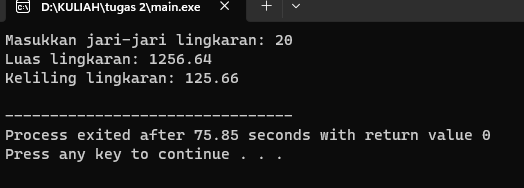 D:\KULIAH\tugas 2\main.exe
Masukkan jari-jari lingkaran: 20
Luas lingkaran: 1256.64
Keliling lingkaran: 125.66
--------------------------------
Process exited after 75.85 seconds with return value 0
Press any key to continue . . .